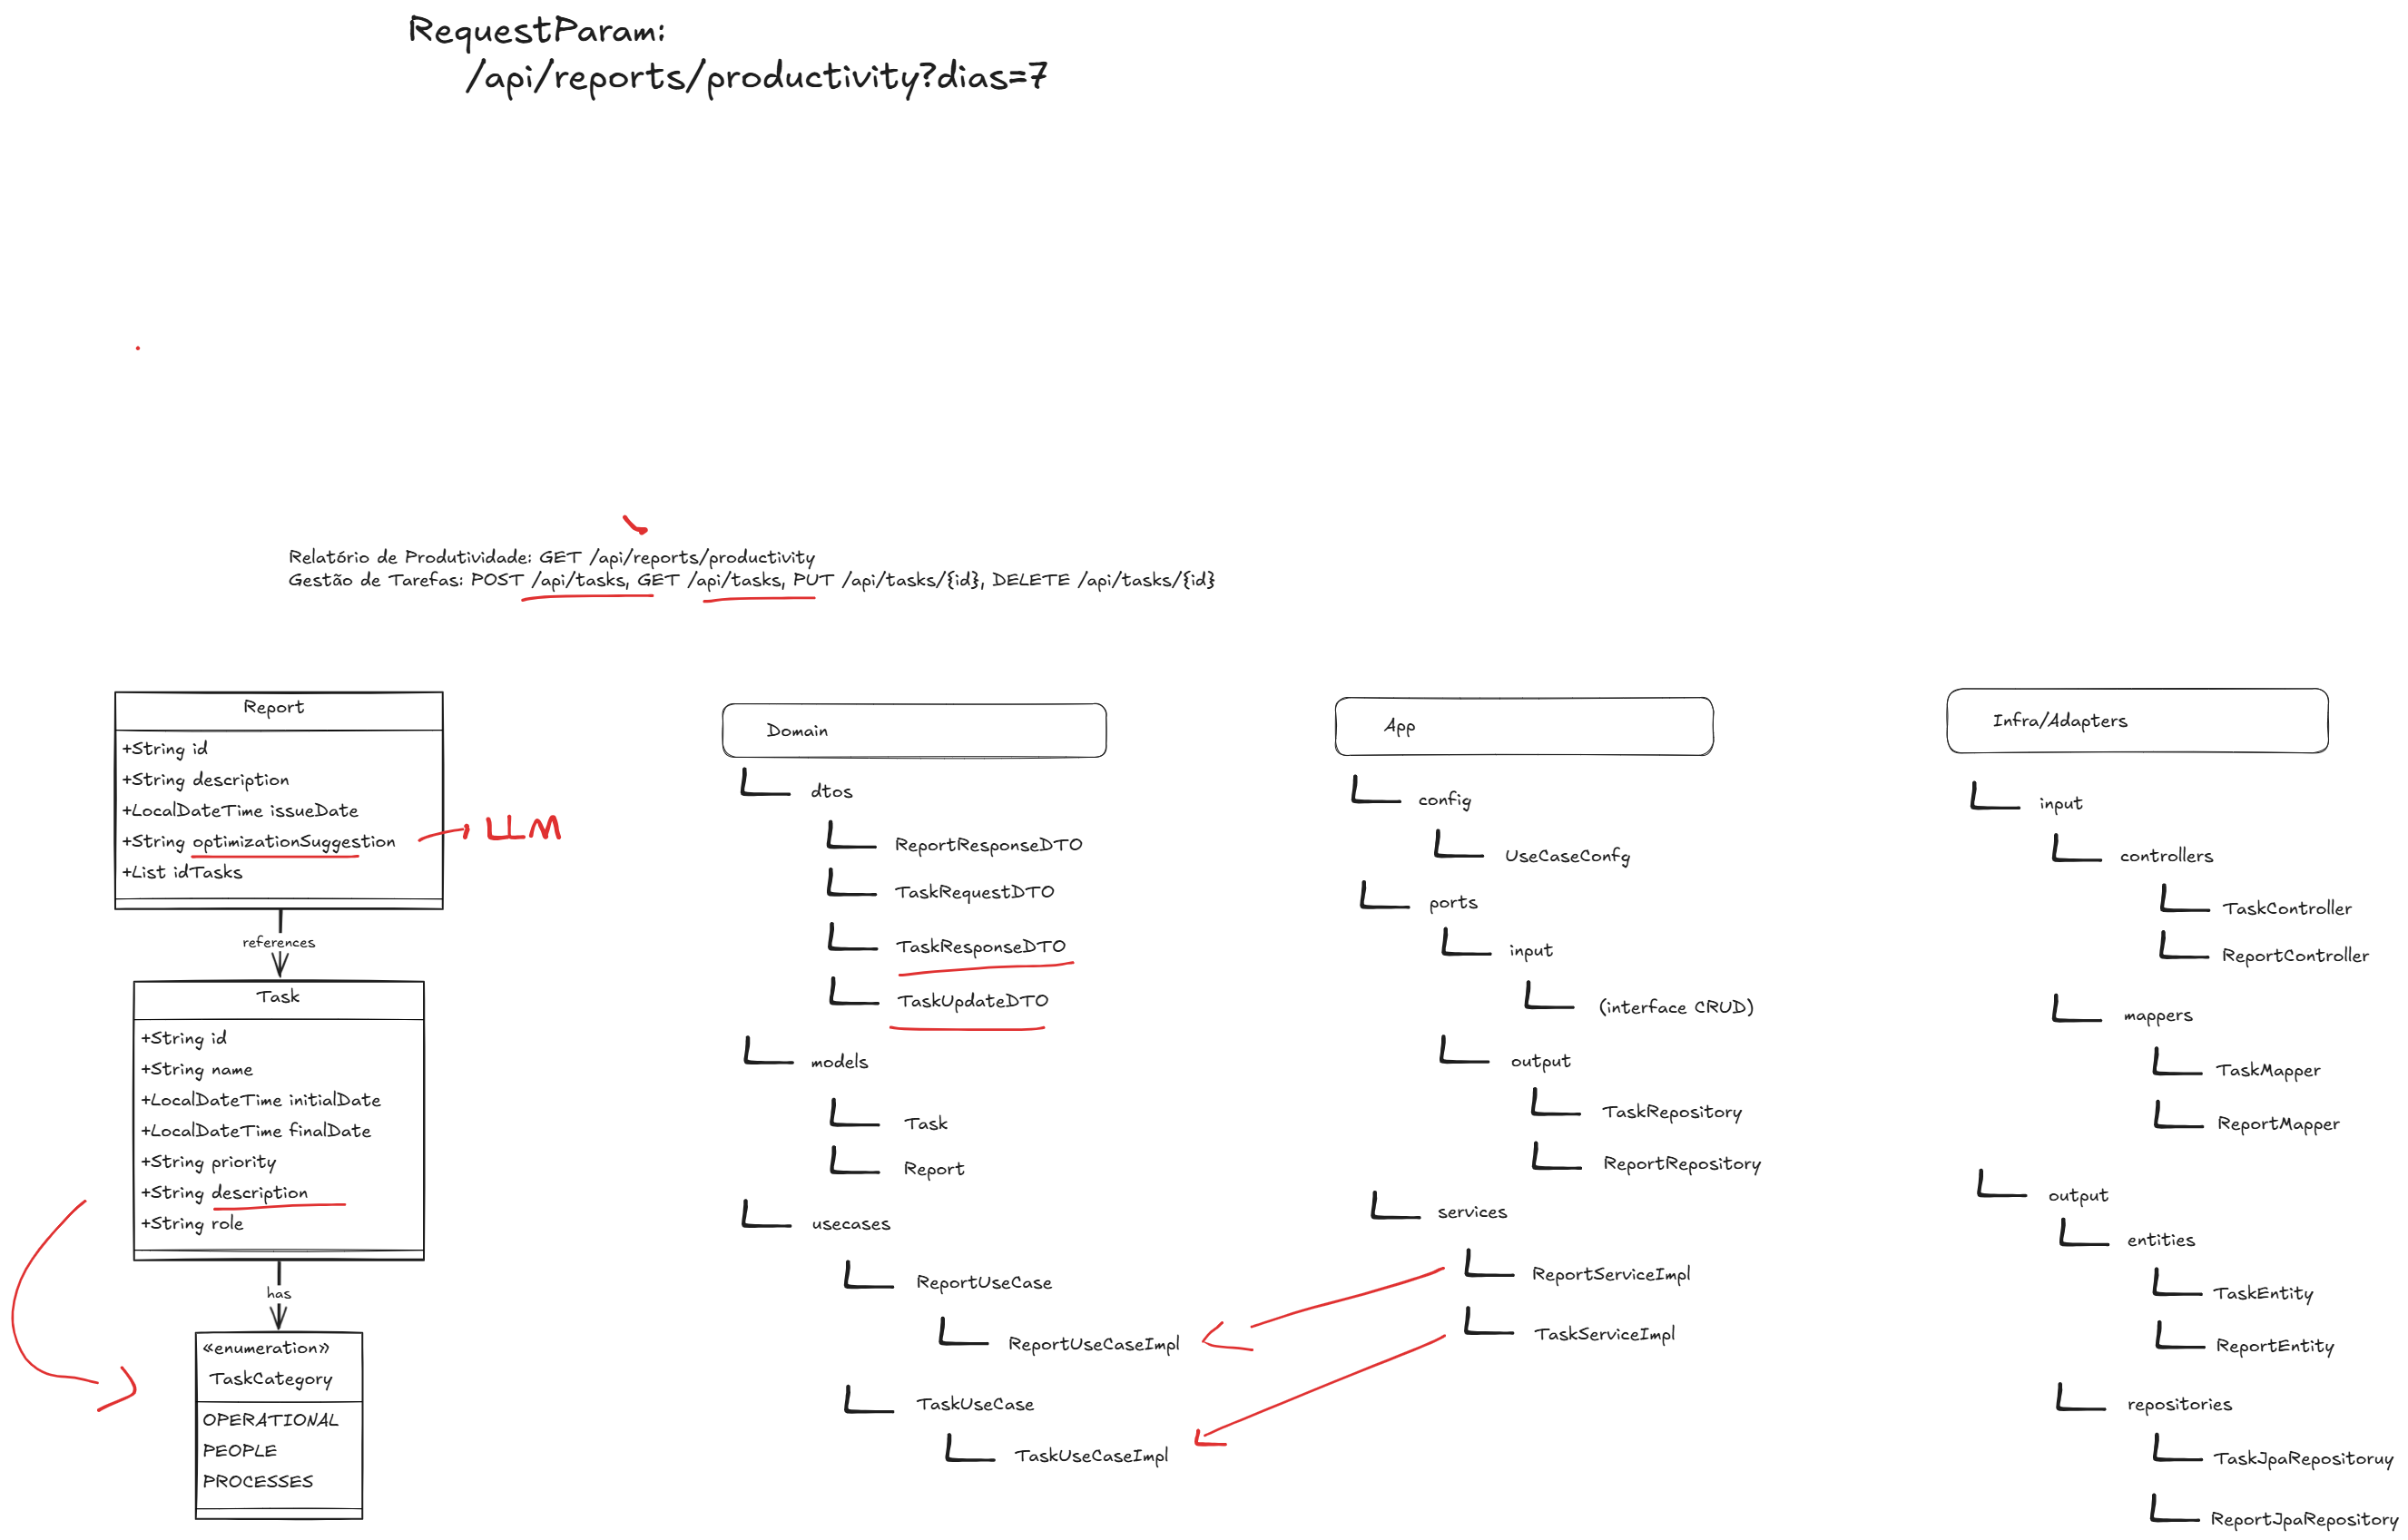 RequestParam:
/api/reports/productivity?dias=7
Relatório de Produtividade: GET /api/reports/productivity
Gestão de Tarefas: POST /api/tasks, GET /api/tasks, PUT /api/tasks/{id}, DELETE /api/tasks/{id}
Report
+String id
+String description
+LocalDateTime issueDate
+String optimizationSuggestion
LLM
+List idTasks
references
Task
+String id
+String name
+LocalDateTime initialDate
+LocalDateTime finalDate
+String priority
+String description
+String role
has
«enumeration»
TaskCategory
OPERATIONAL
PEOPLE
PROCESSES
Domain
dtos
ReportResponseDTO
TaskRequestDTO
TaskResponseDTO
TaskUpdateDTO
models
Task
Report
usecases
ReportUseCase
ReportUseCaseImpl
TaskUseCase
TaskUseCaseImpl
App
config
UseCaseConfg
ports
input
(interface CRUD)
output
TaskRepository
ReportRepository
services
ReportServiceImpl
TaskServiceImpl
Infra/Adapters
input
controllers
TaskController
ReportController
mappers
TaskMapper
ReportMapper
output
entities
TaskEntity
ReportEntity
repositories
TaskJpaRepositoruy
ReportJpaRepository